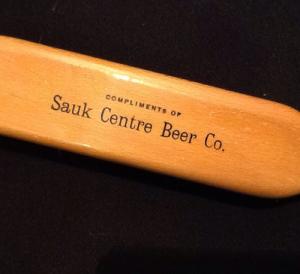 COMPLIMENTS OF
Sauk Centre Beer Co.